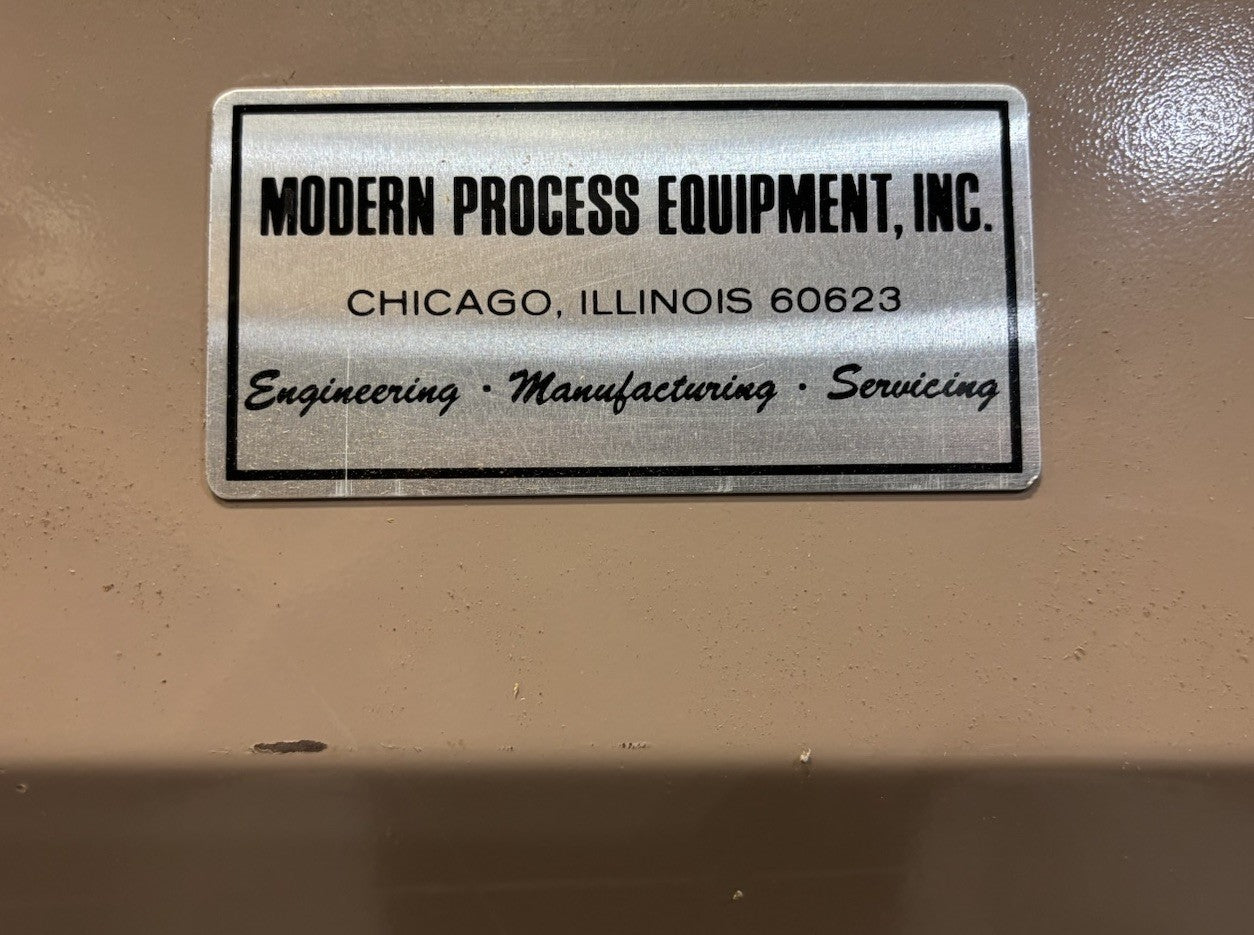 MODERN PROCESS EQUIPMENT, INC.
CHICAGO, ILLINOIS 60623
Engineering · Manufacturing · Servicing